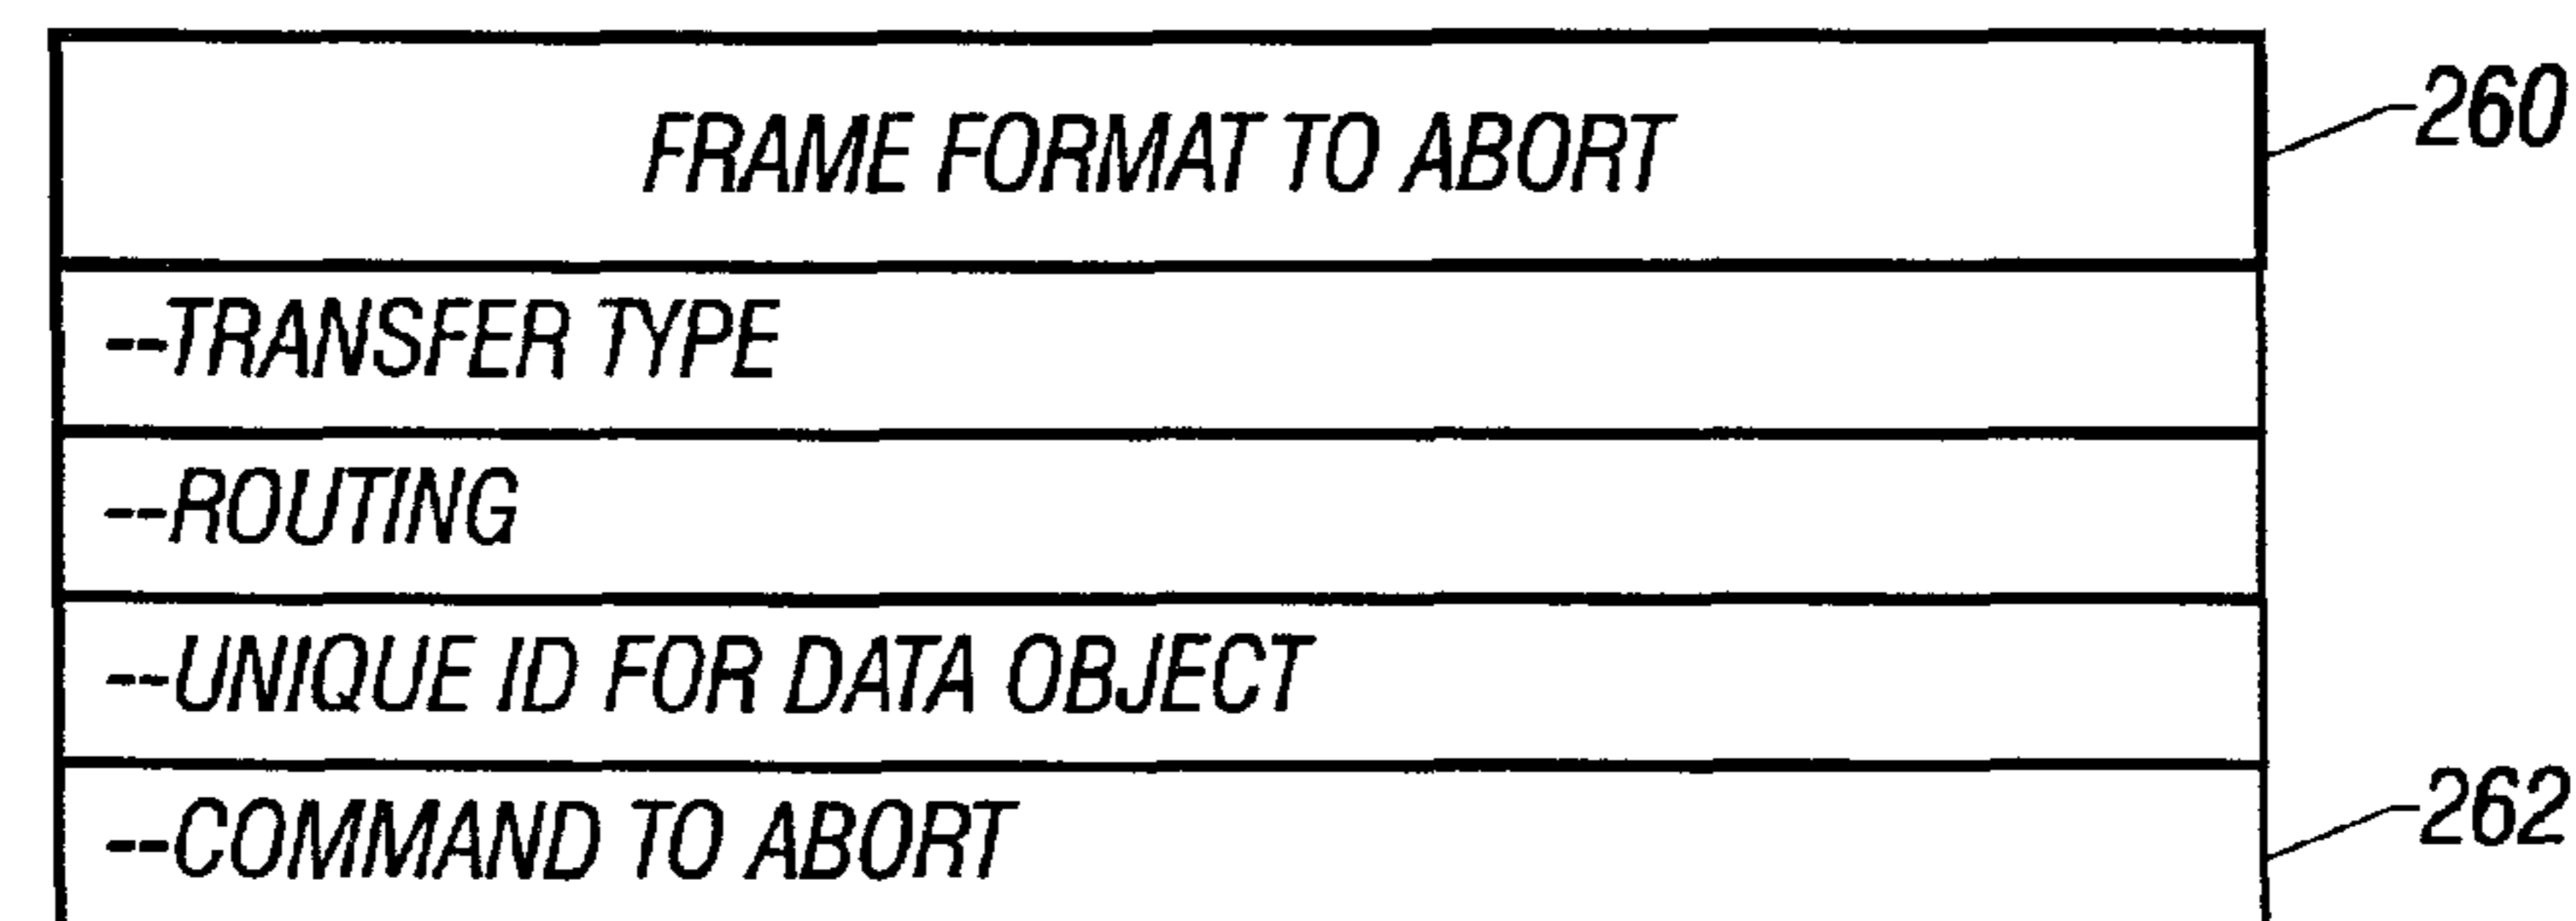 FRAME FORMAT TO ABORT
260
--TRANSFER TYPE
--ROUTING
--UNIQUE ID FOR DATA OBJECT
--COMMAND TO ABORT
262